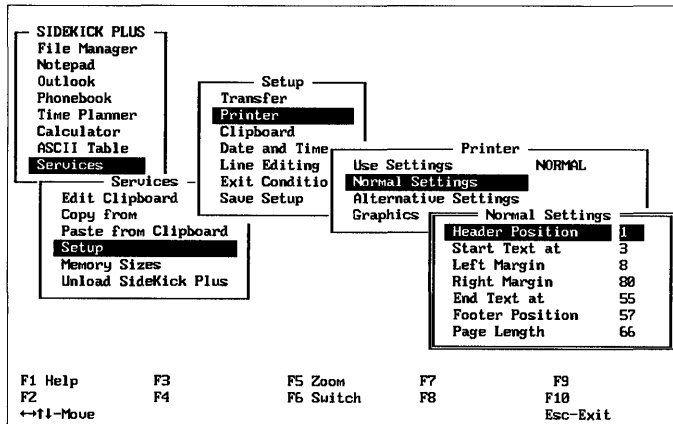 SIDEKICK PLUS
File Manager
Notepad
Outlook
Phonebook
Time Planner
Calculator
ASCII Table
Services
Services
Edit Clipboard
Copy from
Paste from Clipboard
Setup
Memory Sizes
Unload SideKick Plus
Setup
Transfer
Printer
Clipboard
Date and Time
Line Editing
Exit Conditio
Save Setup
Printer
Use Settings NORMAL
Normal Settings
Alternative Settings
Graphics
Normal Settings
Header Position 1
Start Text at 3
Left Margin 8
Right Margin 80
End Text at 55
Footer Position 57
Page Length 66
F1 Help F3 F5 Zoom F7 F9
F2 F4 F6 Switch F8 F10
↔↑↓-Move Esc-Exit